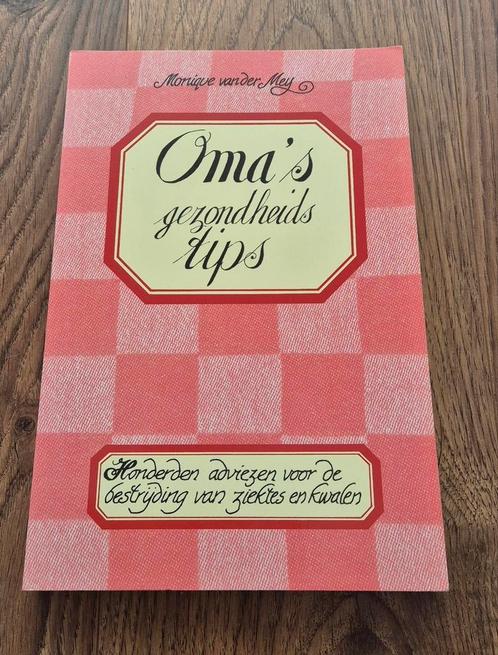 Monique van der Mey
Oma's
gezondheids
tips
Honderden adviezen voor de
bestrijding van ziektes en kwalen